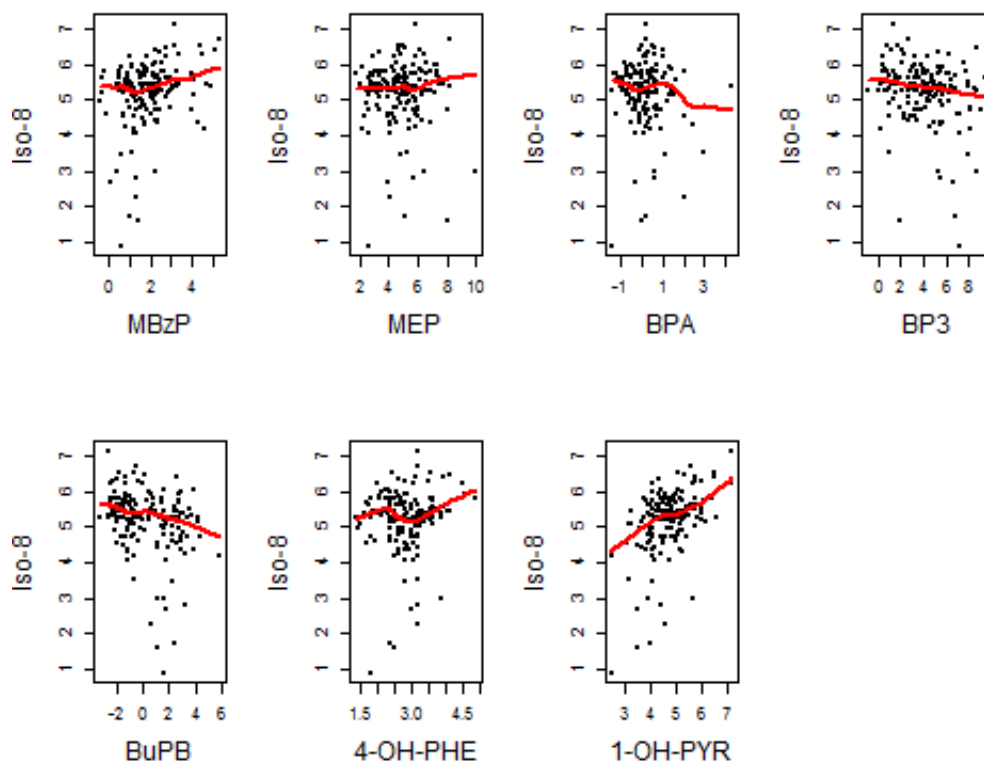 Iso-8
1 2 3 4 5 6 7
0 2 4
MBzP
Iso-8
1 2 3 4 5 6 7
2 4 6 8 10
MEP
Iso-8
1 2 3 4 5 6 7
-1 1 3
BPA
Iso-8
1 2 3 4 5 6 7
0 2 4 6 8
BP3
Iso-8
1 2 3 4 5 6 7
-2 0 2 4 6
BuPB
Iso-8
1 2 3 4 5 6 7
1.5 3.0 4.5
4-OH-PHE
Iso-8
1 2 3 4 5 6 7
3 4 5 6 7
1-OH-PYR